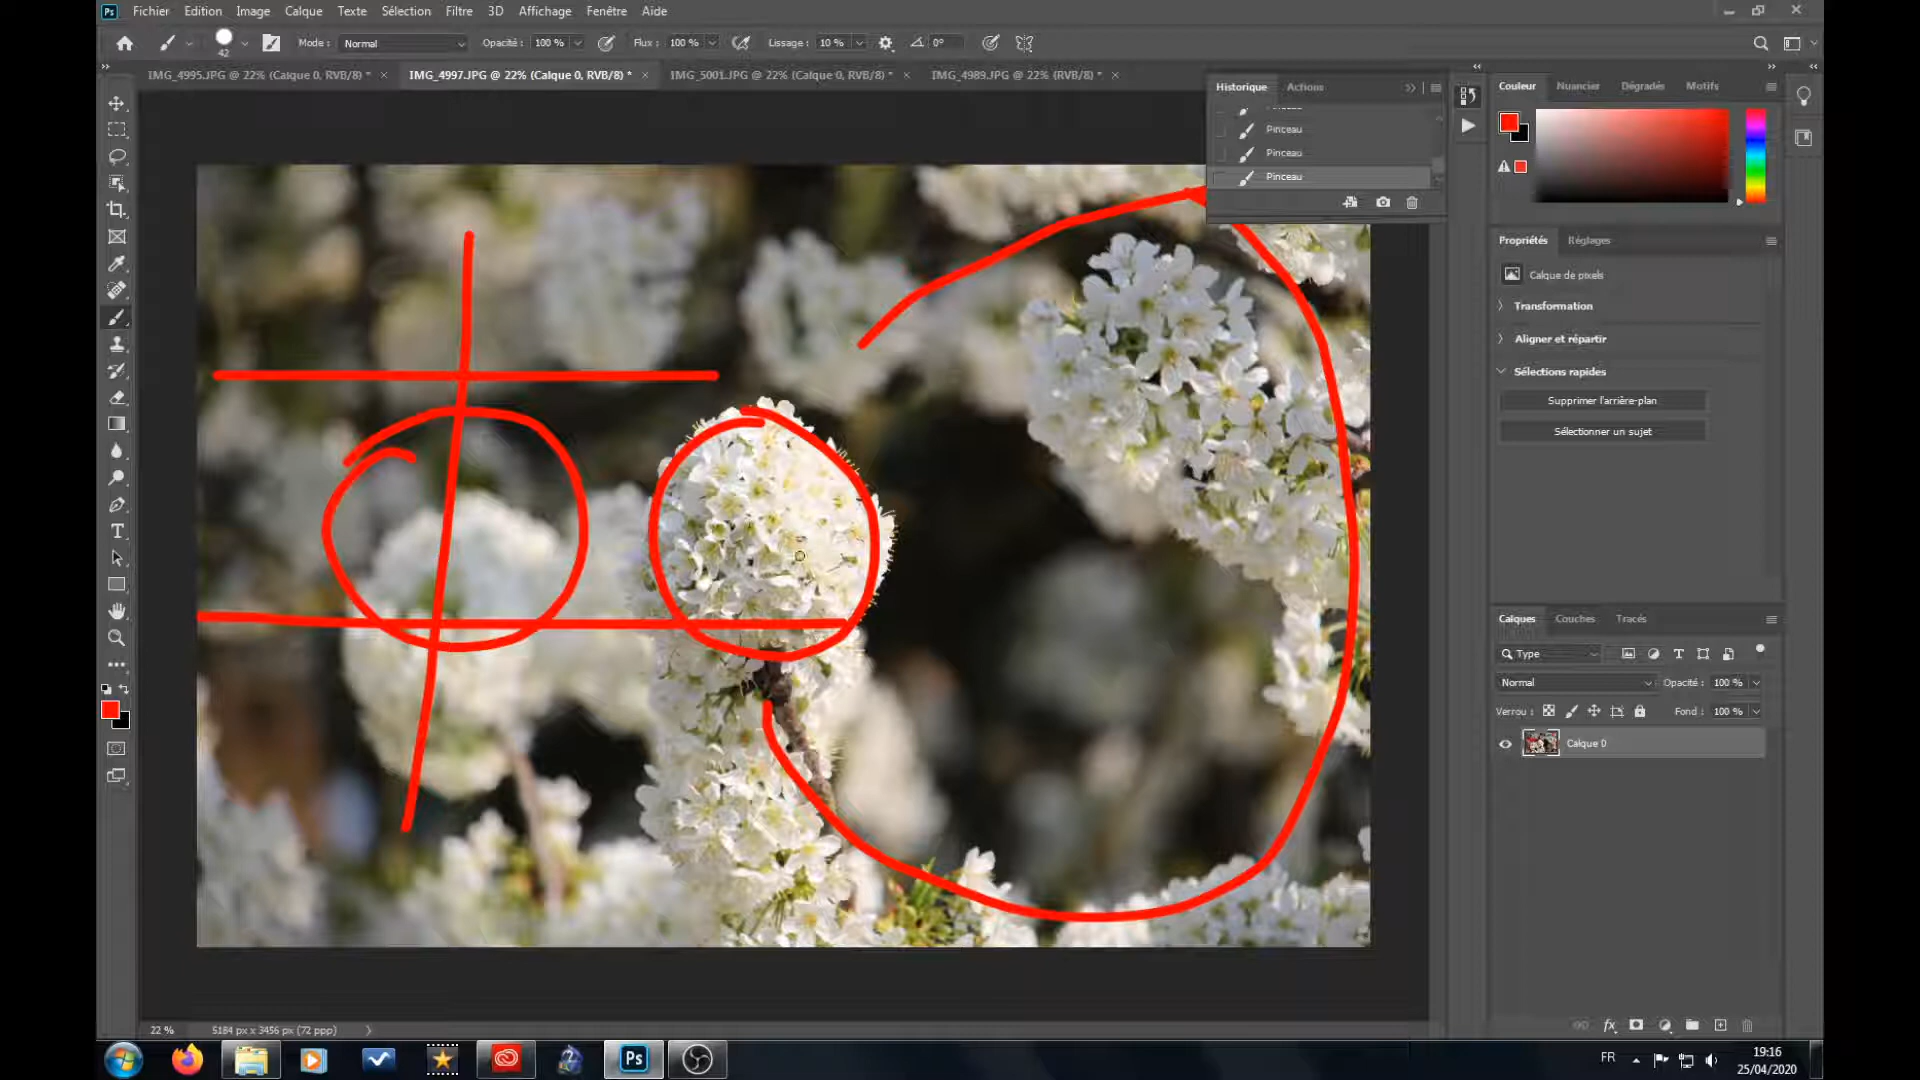 Ps Fichier Edition Image Calque Texte Sélection Filtre 3D Affichage Fenêtre Aide
42 Mode : Normal Opacité : 100 % Flux : 100 % Lissage : 10 % 0°
IMG_4995.JPG @ 22% (Calque 0, RVB/8) * IMG_4997.JPG @ 22% (Calque 0, RVB/8) * IMG_5001.JPG @ 22% (Calque 0, RVB/8) * IMG_4989.JPG @ 22% (RVB/8) *
Historique Actions
Pinceau
Pinceau
Pinceau
Couleur Nuancier Dégradés Motifs
Propriétés Réglages
Calque de pixels
Transformation
Aligner et répartir
Sélections rapides
Supprimer l'arrière-plan
Sélectionner un sujet
Calques Couches Tracés
Type
Normal Opacité : 100 %
Verrou : Fond : 100 %
Calque 0
fx
22 % 5184 px x 3456 px (72 ppp)
Ps FR 19:16
25/04/2020